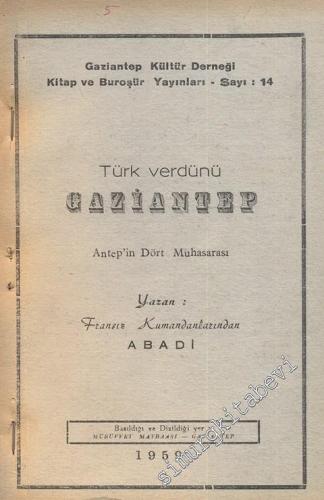 5
Gaziantep Kültür Derneği
Kitap ve Buroşür Yayınları - Sayı : 14
Türk verdünü
GAZİANTEP
Antep'in Dört Muhasarası
Yazan :
Fransız Kumandanlarından
ABADİ
Basıldığı ve Dizildiği yer
MÜRÜVVET MATBAASI — GAZİANTEP
1959
simurgkitabevi